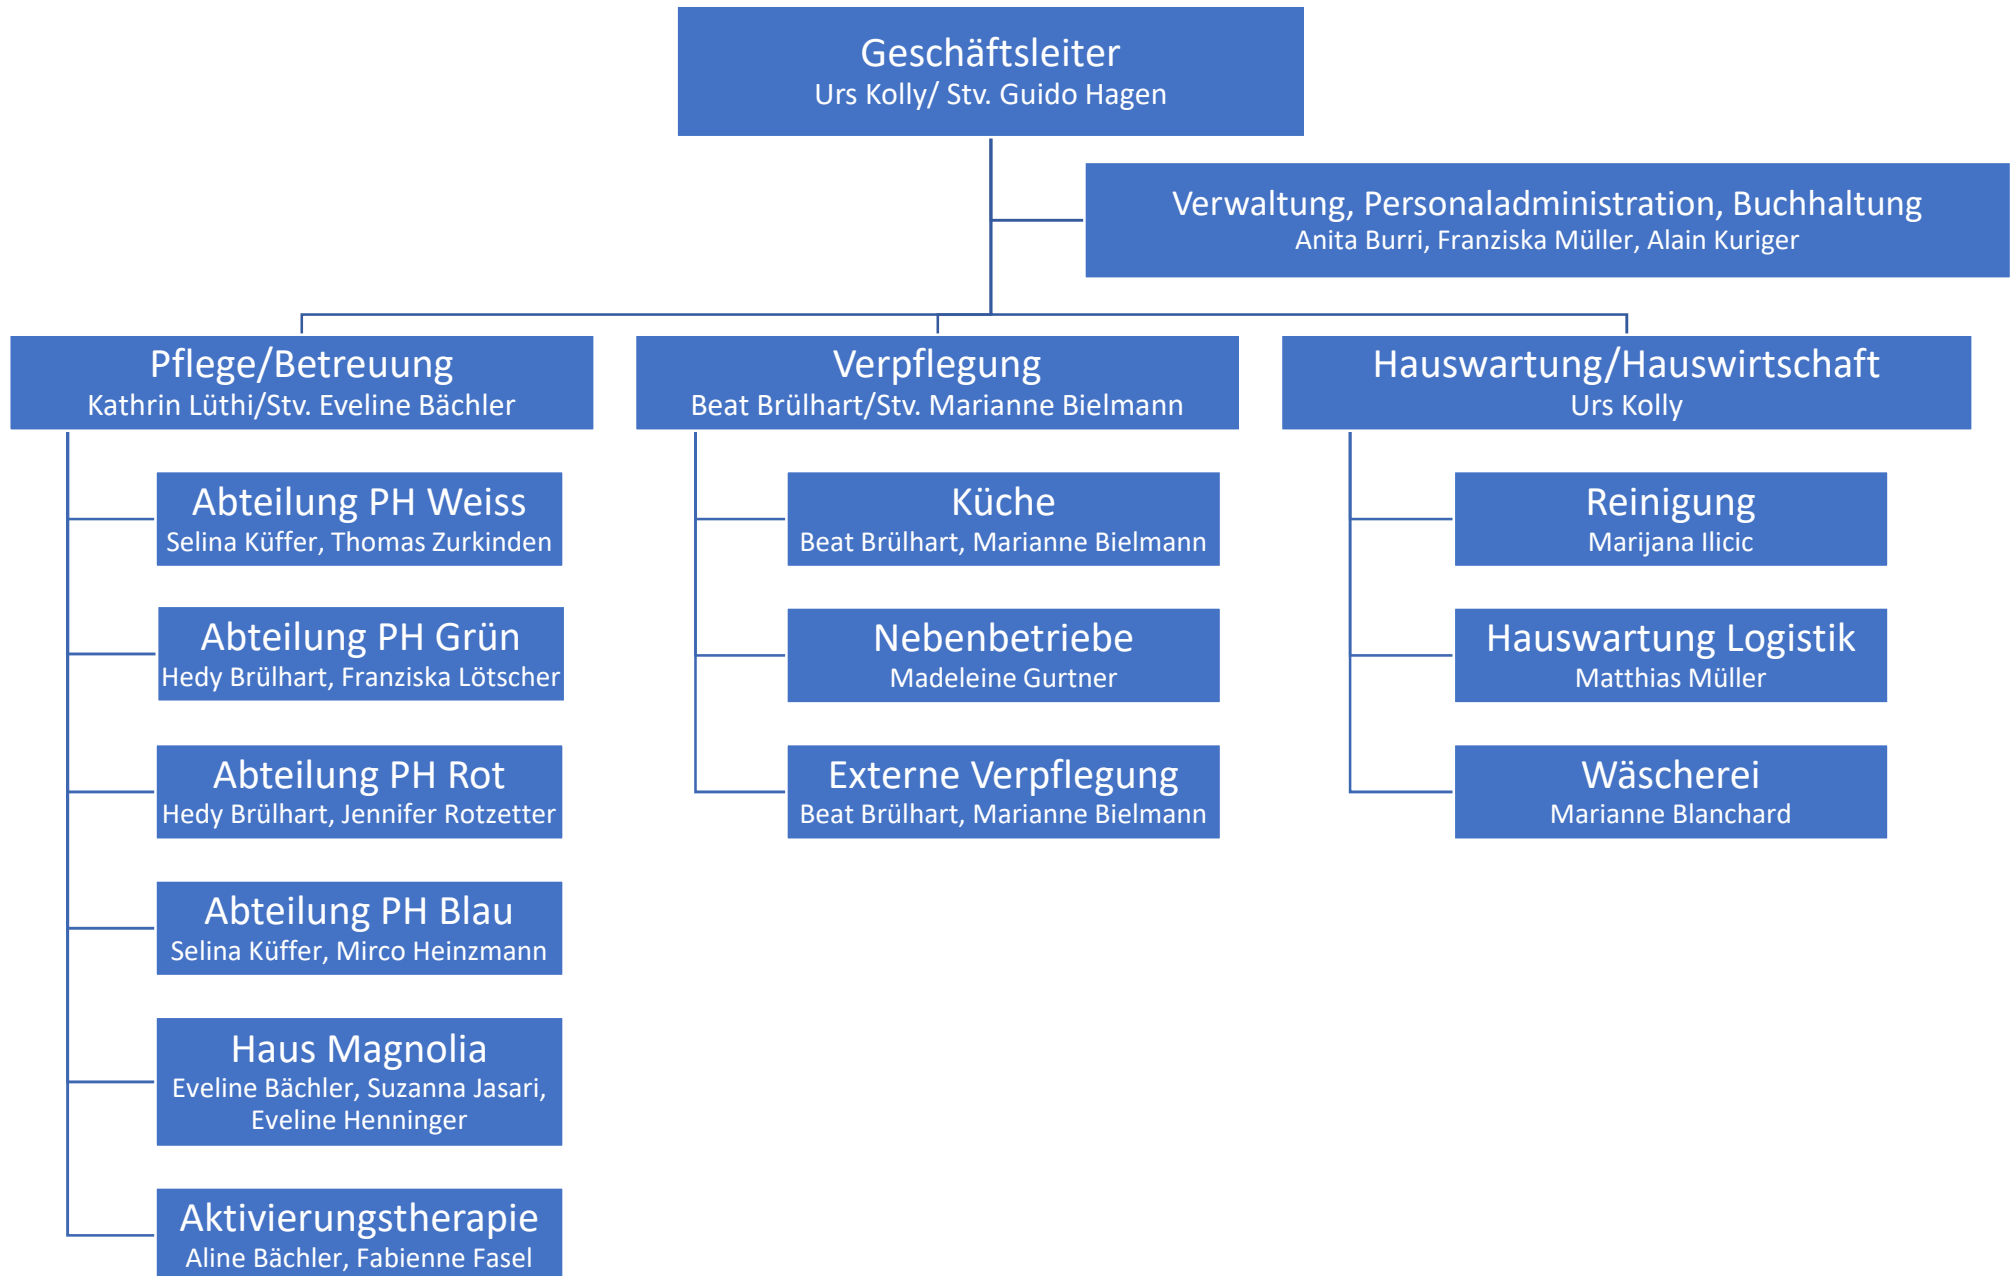 Geschäftsleiter
Urs Kolly/ Stv. Guido Hagen
Verwaltung, Personaladministration, Buchhaltung
Anita Burri, Franziska Müller, Alain Kuriger
Pflege/Betreuung
Kathrin Lüthi/Stv. Eveline Bächler
Abteilung PH Weiss
Selina Küffer, Thomas Zurkinden
Abteilung PH Grün
Hedy Brülhart, Franziska Lötscher
Abteilung PH Rot
Hedy Brülhart, Jennifer Rotzetter
Abteilung PH Blau
Selina Küffer, Mirco Heinzmann
Haus Magnolia
Eveline Bächler, Suzanna Jasari,
Eveline Henninger
Aktivierungstherapie
Aline Bächler, Fabienne Fasel
Verpflegung
Beat Brülhart/Stv. Marianne Bielmann
Küche
Beat Brülhart, Marianne Bielmann
Nebenbetriebe
Madeleine Gurtner
Externe Verpflegung
Beat Brülhart, Marianne Bielmann
Hauswartung/Hauswirtschaft
Urs Kolly
Reinigung
Marijana Ilicic
Hauswartung Logistik
Matthias Müller
Wäscherei
Marianne Blanchard